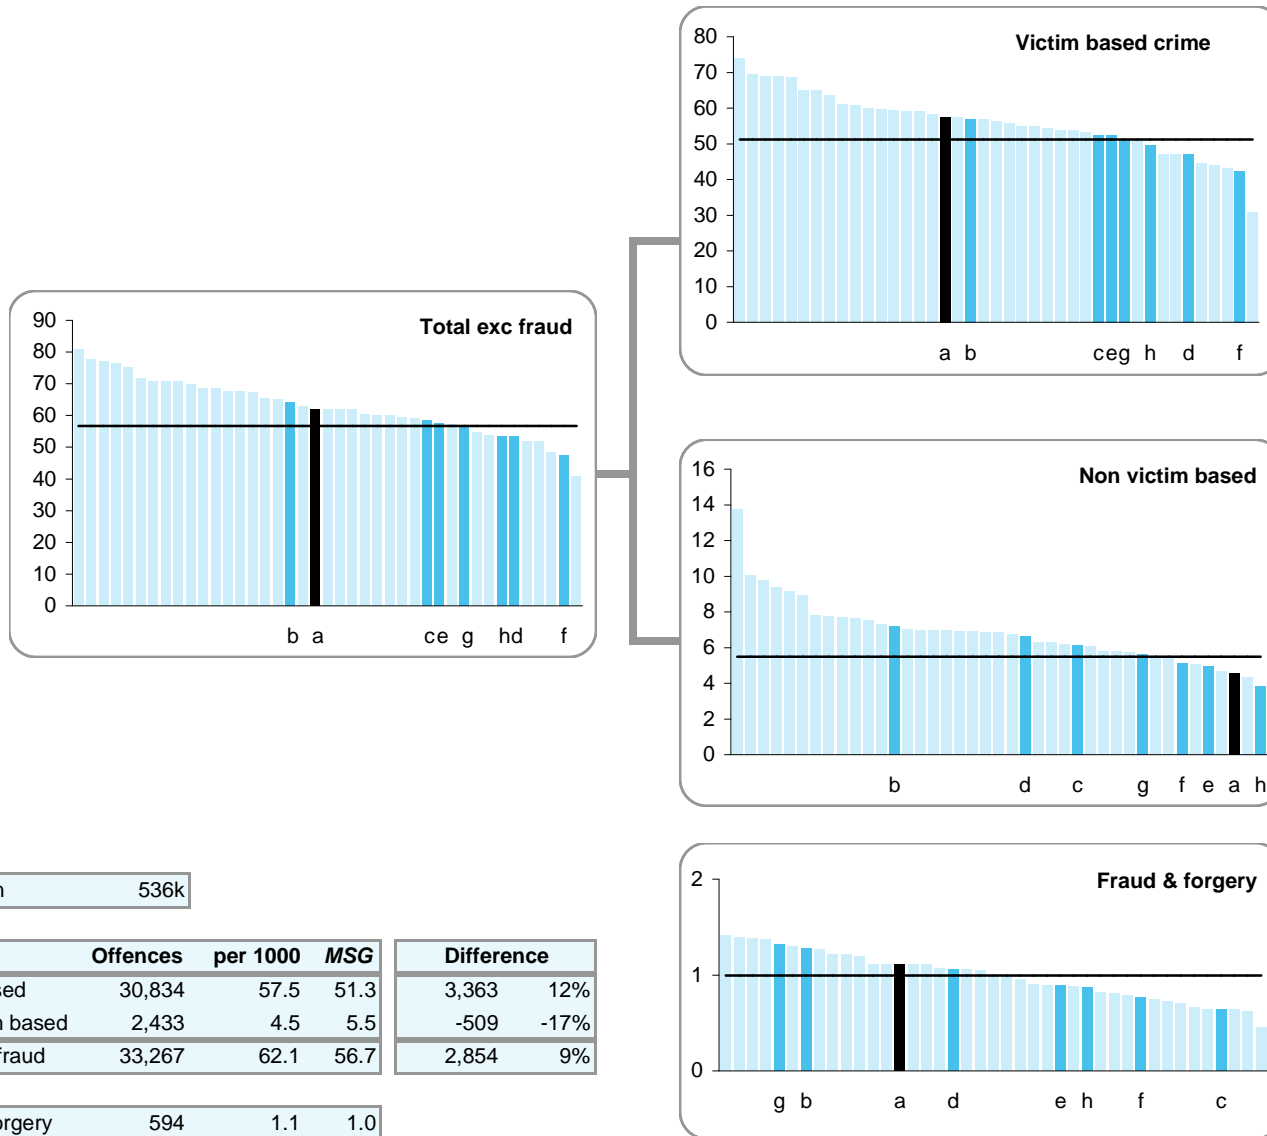 Victim based crime
80
70
60
50
40
30
20
10
0
a b ceg h d f
Total exc fraud
90
80
70
60
50
40
30
20
10
0
b a ce g hd f
Non victim based
16
14
12
10
8
6
4
2
0
b d c g f e a h
Fraud & forgery
2
1
0
g b a d e h f c
n 536k
Offences per 1000 MSG Difference
sed 30,834 57.5 51.3 3,363 12%
n based 2,433 4.5 5.5 -509 -17%
fraud 33,267 62.1 56.7 2,854 9%
orgery 594 1.1 1.0